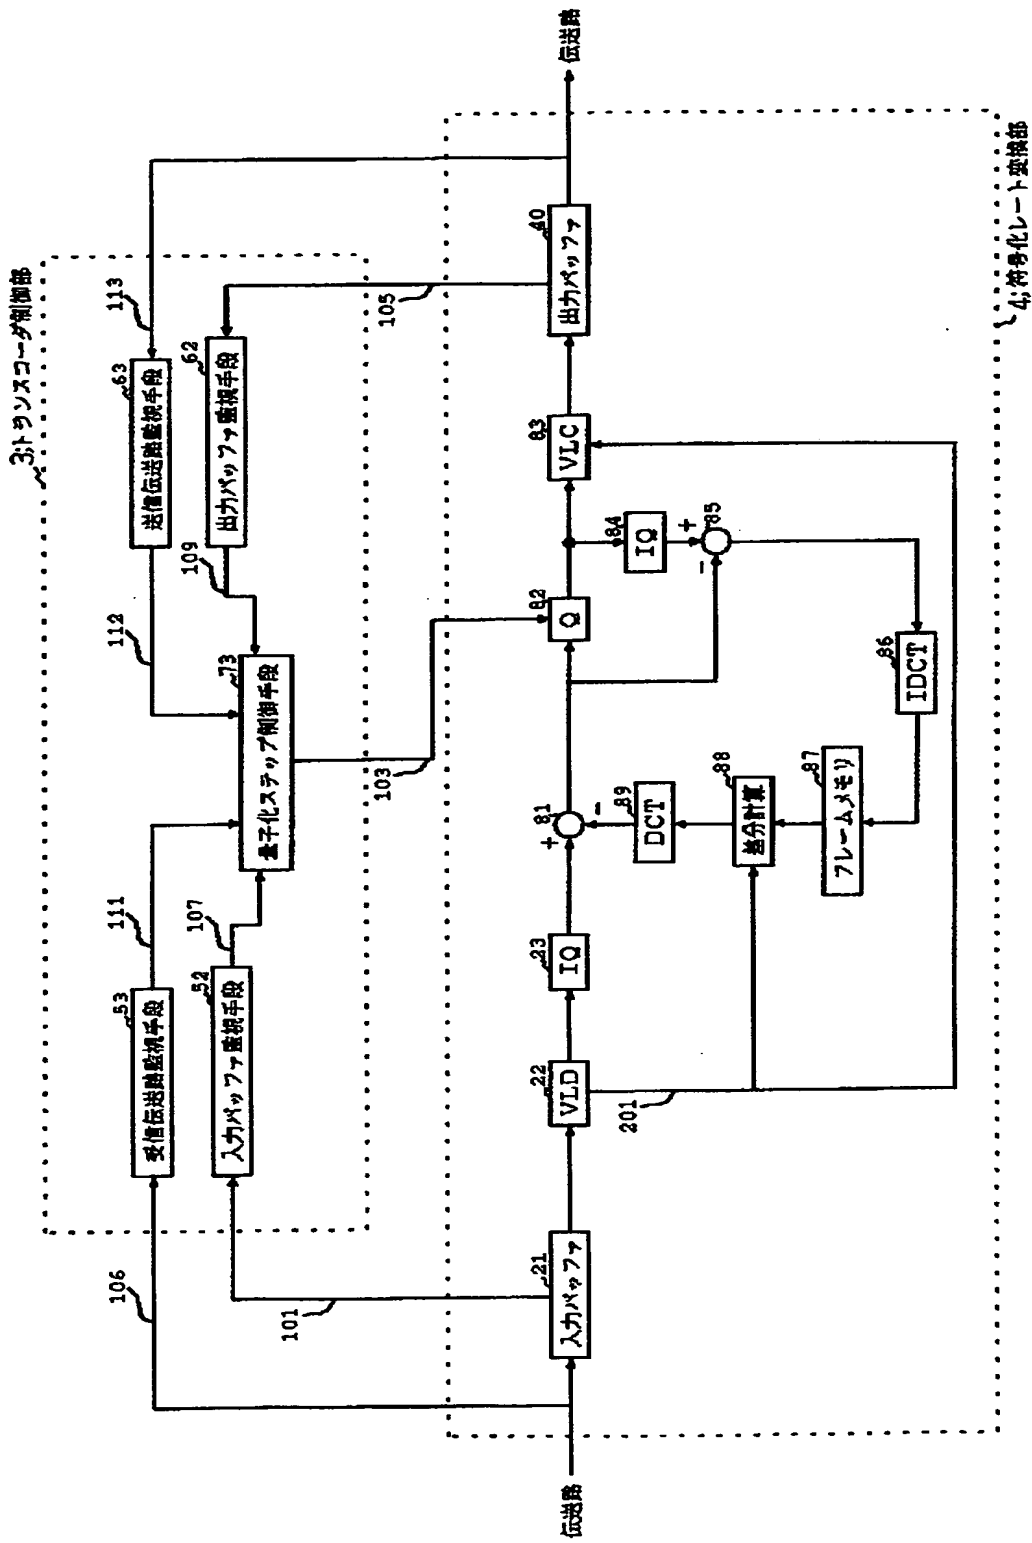 3;トランスコーダ制御部
106
53
受信伝送路監視手段
111
112
63
送信伝送路監視手段
113
101
52
入力バッファ監視手段
107
73
量子化ステップ制御手段
109
62
出力バッファ監視手段
105
103
伝送路
21
入力バッファ
22
VLD
23
IQ
+
81
-
82
Q
83
VLC
40
出力バッファ
伝送路
201
89
DCT
84
IQ
+
-
85
88
差分計算
87
フレームメモリ
86
IDCT
4;符号化レート変換部